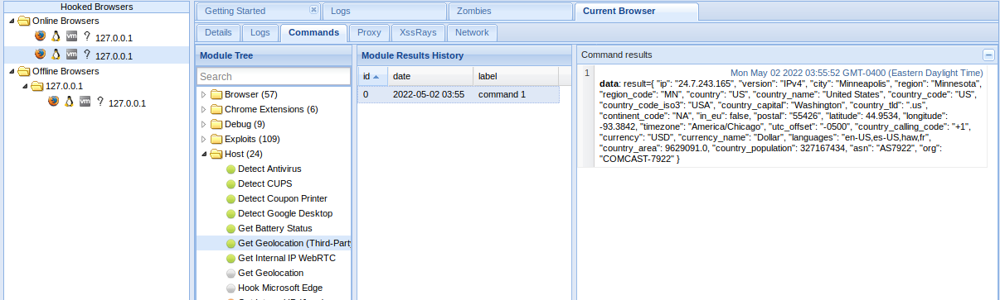 Hooked Browsers
Online Browsers
? 127.0.0.1
? 127.0.0.1
Offline Browsers
127.0.0.1
? 127.0.0.1
Getting Started
Logs
Zombies
Current Browser
Details
Logs
Commands
Proxy
XssRays
Network
Module Tree
Search
Browser (57)
Chrome Extensions (6)
Debug (9)
Exploits (109)
Host (24)
Detect Antivirus
Detect CUPS
Detect Coupon Printer
Detect Google Desktop
Get Battery Status
Get Geolocation (Third-Part
Get Internal IP WebRTC
Get Geolocation
Hook Microsoft Edge
Module Results History
id date label
0 2022-05-02 03:55 command 1
Command results
1 Mon May 02 2022 03:55:52 GMT-0400 (Eastern Daylight Time)
data: result={ "ip": "24.7.243.165", "version": "IPv4", "city": "Minneapolis", "region": "Minnesota",
"region_code": "MN", "country": "US", "country_name": "United States", "country_code": "US",
"country_code_iso3": "USA", "country_capital": "Washington", "country_tld": ".us",
"continent_code": "NA", "in_eu": false, "postal": "55426", "latitude": 44.9534, "longitude":
-93.3842, "timezone": "America/Chicago", "utc_offset": "-0500", "country_calling_code": "+1",
"currency": "USD", "currency_name": "Dollar", "languages": "en-US,es-US,haw,fr",
"country_area": 9629091.0, "country_population": 327167434, "asn": "AS7922", "org":
"COMCAST-7922" }